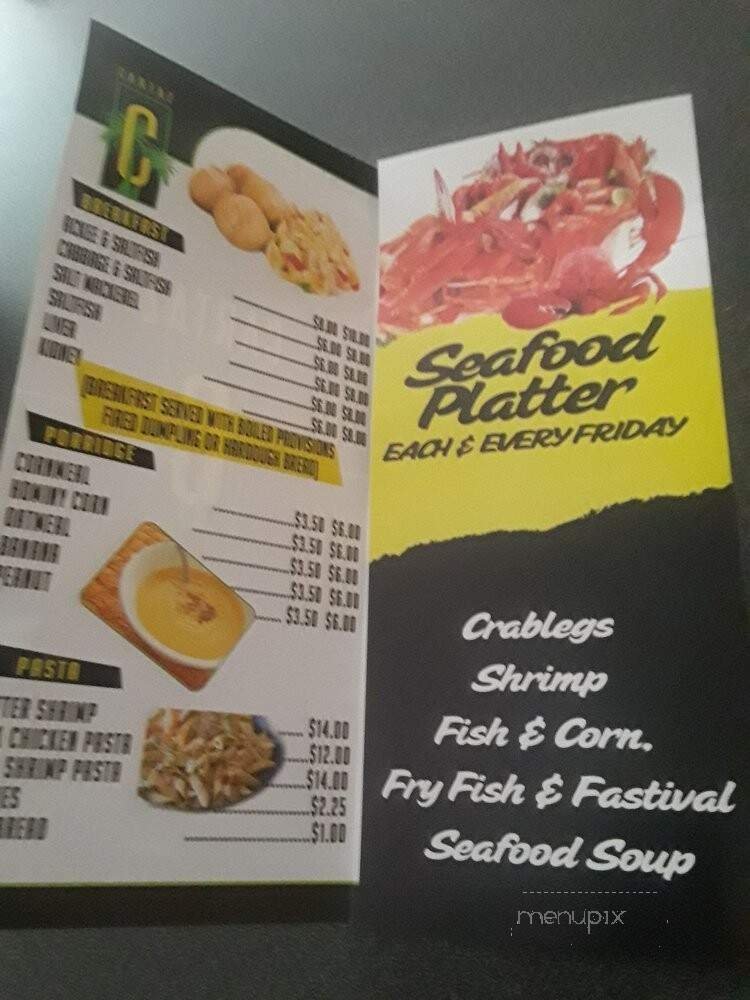 C
BREAKFAST
ACKEE & SALTFISH
CABBAGE & SALTFISH
SALT MACKEREL
SALTFISH
LIVER
KIDNEY
$8.00 $10.00
$6.00 $8.00
$6.00 $8.00
$6.00 $8.00
$6.00 $8.00
$6.00 $8.00
[BREAKFAST SERVED WITH BOILED PROVISIONS
FRIED DUMPLING OR HARDOUGH BREAD]
PORRIDGE
CORNMEAL
HOMINY CORN
OATMEAL
BANANA
PEANUT
$3.50 $6.00
$3.50 $6.00
$3.50 $6.00
$3.50 $6.00
$3.50 $6.00
PASTA
TTER SHRIMP $14.00
CHICKEN PASTA $12.00
SHRIMP PASTA $14.00
ES $2.25
BREAD $1.00
Seafood
Platter
EACH & EVERY FRIDAY
Crablegs
Shrimp
Fish & Corn.
Fry Fish & Fastival
Seafood Soup
menupix